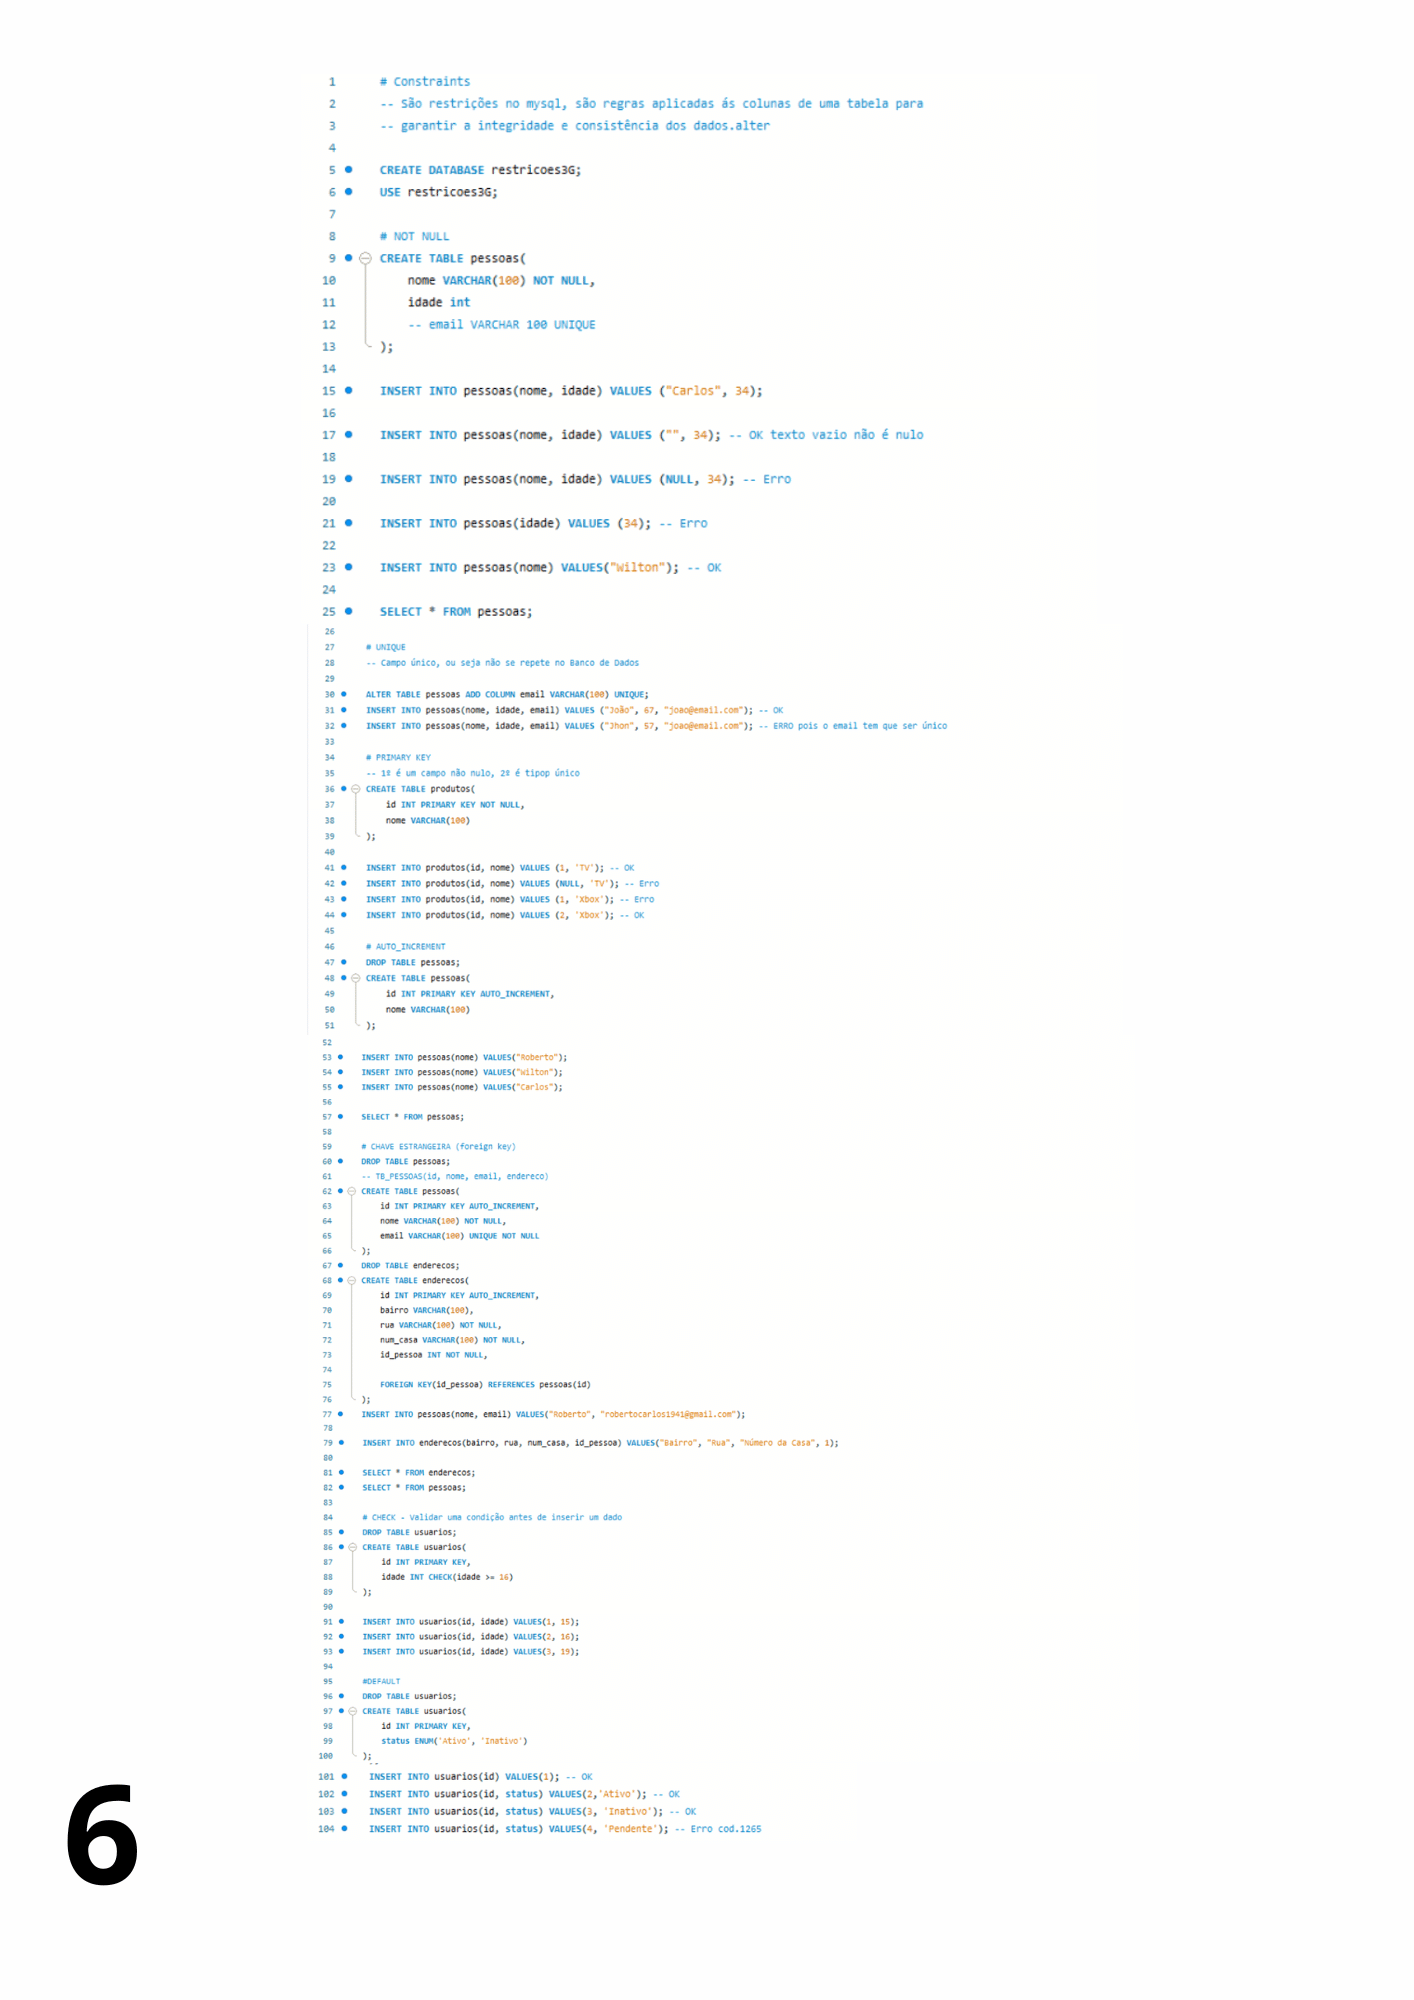 1 # Constraints
2 -- São restrições no mysql, são regras aplicadas ás colunas de uma tabela para
3 -- garantir a integridade e consistência dos dados.alter
4
5 CREATE DATABASE restricoes3G;
6 USE restricoes3G;
7
8 # NOT NULL
9 CREATE TABLE pessoas(
10 nome VARCHAR(100) NOT NULL,
11 idade int
12 -- email VARCHAR 100 UNIQUE
13 );
14
15 INSERT INTO pessoas(nome, idade) VALUES ("Carlos", 34);
16
17 INSERT INTO pessoas(nome, idade) VALUES ("", 34); -- OK texto vazio não é nulo
18
19 INSERT INTO pessoas(nome, idade) VALUES (NULL, 34); -- Erro
20
21 INSERT INTO pessoas(idade) VALUES (34); -- Erro
22
23 INSERT INTO pessoas(nome) VALUES("Wilton"); -- OK
24
25 SELECT * FROM pessoas;
26
27 # UNIQUE
28 -- Campo único, ou seja não se repete no Banco de Dados
29
30 ALTER TABLE pessoas ADD COLUMN email VARCHAR(100) UNIQUE;
31 INSERT INTO pessoas(nome, idade, email) VALUES ("João", 67, "joao@email.com"); -- OK
32 INSERT INTO pessoas(nome, idade, email) VALUES ("Jhon", 57, "joao@email.com"); -- ERRO pois o email tem que ser único
33
34 # PRIMARY KEY
35 -- 1º é um campo não nulo, 2º é tipop único
36 CREATE TABLE produtos(
37 id INT PRIMARY KEY NOT NULL,
38 nome VARCHAR(100)
39 );
40
41 INSERT INTO produtos(id, nome) VALUES (1, 'TV'); -- OK
42 INSERT INTO produtos(id, nome) VALUES (NULL, 'TV'); -- Erro
43 INSERT INTO produtos(id, nome) VALUES (1, 'Xbox'); -- Erro
44 INSERT INTO produtos(id, nome) VALUES (2, 'Xbox'); -- OK
45
46 # AUTO_INCREMENT
47 DROP TABLE pessoas;
48 CREATE TABLE pessoas(
49 id INT PRIMARY KEY AUTO_INCREMENT,
50 nome VARCHAR(100)
51 );
52
53 INSERT INTO pessoas(nome) VALUES("Roberto");
54 INSERT INTO pessoas(nome) VALUES("Wilton");
55 INSERT INTO pessoas(nome) VALUES("Carlos");
56
57 SELECT * FROM pessoas;
58
59 # CHAVE ESTRANGEIRA (foreign key)
60 DROP TABLE pessoas;
61 -- TB_PESSOAS(id, nome, email, endereco)
62 CREATE TABLE pessoas(
63 id INT PRIMARY KEY AUTO_INCREMENT,
64 nome VARCHAR(100) NOT NULL,
65 email VARCHAR(100) UNIQUE NOT NULL
66 );
67 DROP TABLE enderecos;
68 CREATE TABLE enderecos(
69 id INT PRIMARY KEY AUTO_INCREMENT,
70 bairro VARCHAR(100),
71 rua VARCHAR(100) NOT NULL,
72 num_casa VARCHAR(100) NOT NULL,
73 id_pessoa INT NOT NULL,
74
75 FOREIGN KEY(id_pessoa) REFERENCES pessoas(id)
76 );
77 INSERT INTO pessoas(nome, email) VALUES("Roberto", "robertocarlos1941@gmail.com");
78
79 INSERT INTO enderecos(bairro, rua, num_casa, id_pessoa) VALUES("Bairro", "Rua", "Número da Casa", 1);
80
81 SELECT * FROM enderecos;
82 SELECT * FROM pessoas;
83
84 # CHECK - Validar uma condição antes de inserir um dado
85 DROP TABLE usuarios;
86 CREATE TABLE usuarios(
87 id INT PRIMARY KEY,
88 idade INT CHECK(idade >= 16)
89 );
90
91 INSERT INTO usuarios(id, idade) VALUES(1, 15);
92 INSERT INTO usuarios(id, idade) VALUES(2, 16);
93 INSERT INTO usuarios(id, idade) VALUES(3, 19);
94
95 #DEFAULT
96 DROP TABLE usuarios;
97 CREATE TABLE usuarios(
98 id INT PRIMARY KEY,
99 status ENUM('Ativo', 'Inativo')
100 );
101 INSERT INTO usuarios(id) VALUES(1); -- OK
102 INSERT INTO usuarios(id, status) VALUES(2,'Ativo'); -- OK
103 INSERT INTO usuarios(id, status) VALUES(3, 'Inativo'); -- OK
104 INSERT INTO usuarios(id, status) VALUES(4, 'Pendente'); -- Erro cod.1265
6